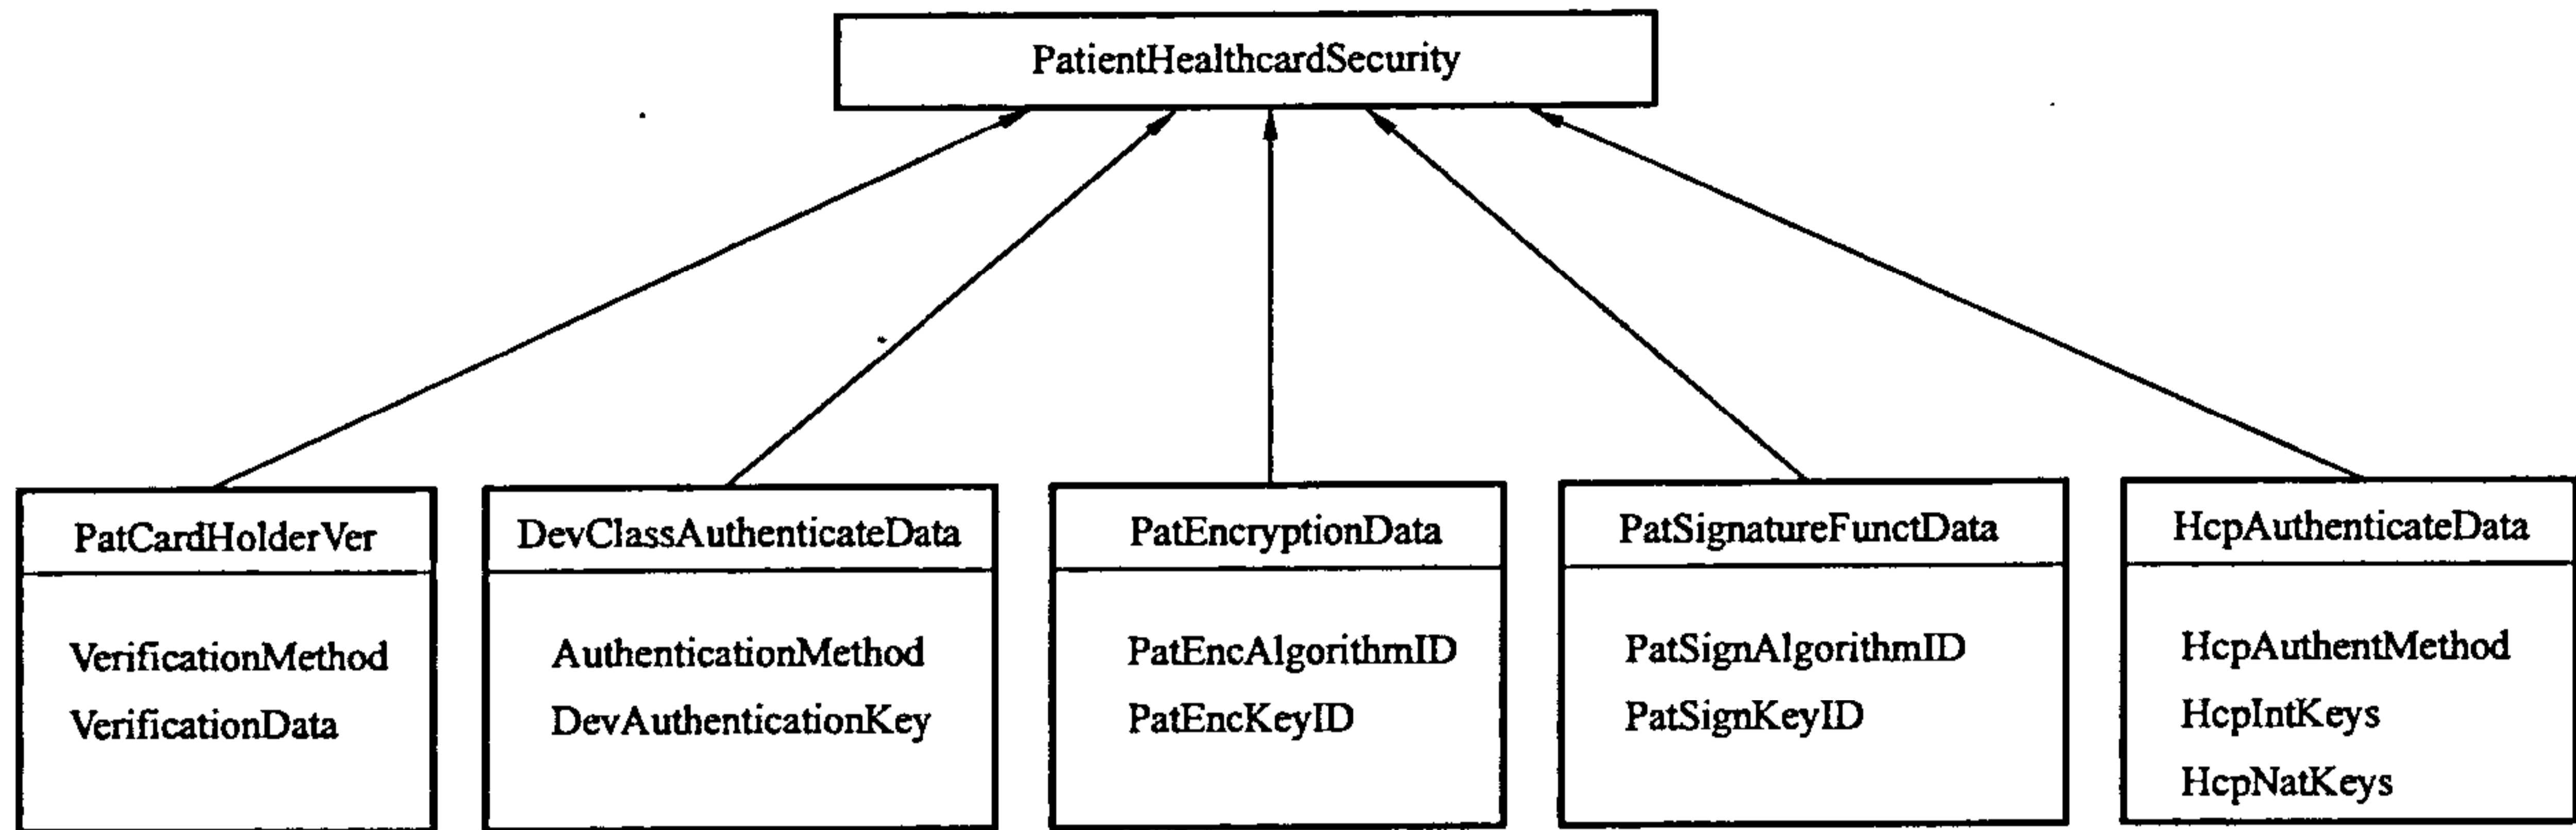 PatientHealthcardSecurity
PatCardHolderVer
VerificationMethod
VerificationData
DevClassAuthenticateData
AuthenticationMethod
DevAuthenticationKey
PatEncryptionData
PatEncAlgorithmID
PatEncKeyID
PatSignatureFunctData
PatSignAlgorithmID
PatSignKeyID
HcpAuthenticateData
HcpAuthentMethod
HcpIntKeys
HcpNatKeys